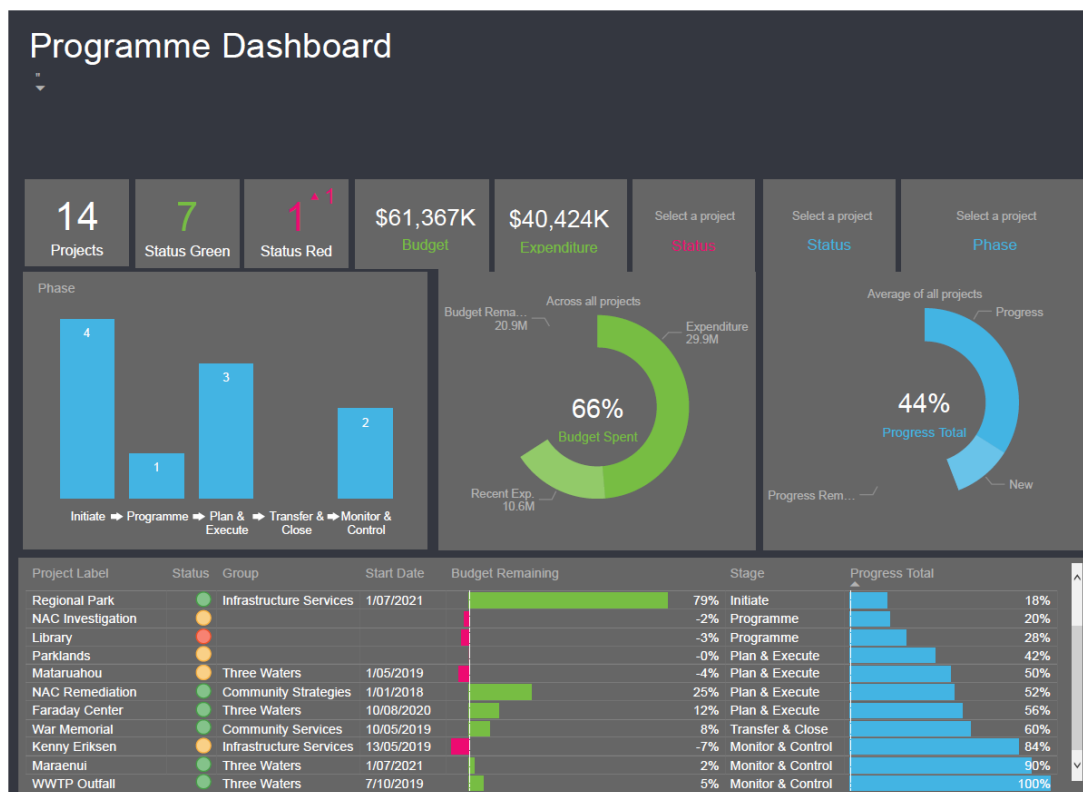 Programme Dashboard
"
14
Projects
7
Status Green
1
1
Status Red
$61,367K
Budget
$40,424K
Expenditure
Select a project
Status
Select a project
Status
Select a project
Phase
Phase
4
1
3
2
Initiate
Programme
Plan &
Execute
Transfer &
Close
Monitor &
Control
Across all projects
Budget Rema...
20.9M
Expenditure
29.9M
66%
Budget Spent
Recent Exp.
10.6M
Average of all projects
Progress
44%
Progress Total
Progress Rem...
New
Project Label Status Group Start Date Budget Remaining Stage Progress Total
Regional Park Infrastructure Services 1/07/2021 79% Initiate 18%
NAC Investigation -2% Programme 20%
Library -3% Programme 28%
Parklands -0% Plan & Execute 42%
Mataruahou Three Waters 1/05/2019 -4% Plan & Execute 50%
NAC Remediation Community Strategies 1/01/2018 25% Plan & Execute 52%
Faraday Center Three Waters 10/08/2020 12% Plan & Execute 56%
War Memorial Community Services 10/05/2019 8% Transfer & Close 60%
Kenny Eriksen Infrastructure Services 13/05/2019 -7% Monitor & Control 84%
Maraenui Three Waters 1/07/2021 2% Monitor & Control 90%
WWTP Outfall Three Waters 7/10/2019 5% Monitor & Control 100%